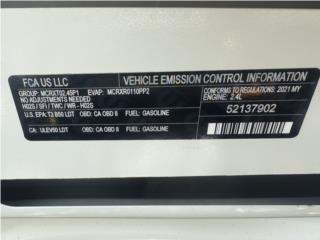 FCA US LLC
VEHICLE EMISSION CONTROL INFORMATION
GROUP: MCRXT02.45P1 EVAP: MCRXR0110PP2
NO ADJUSTMENTS NEEDED
H02S / SFI / TWC / WR - H02S
CONFORMS TO REGULATIONS: 2021 MY
ENGINE: 2.4L
U.S. EPA: T3 B50 LDT OBD: CA OBD II FUEL: GASOLINE
52137902
CA: ULEV50 LDT OBD: CA OBD II FUEL: GASOLINE